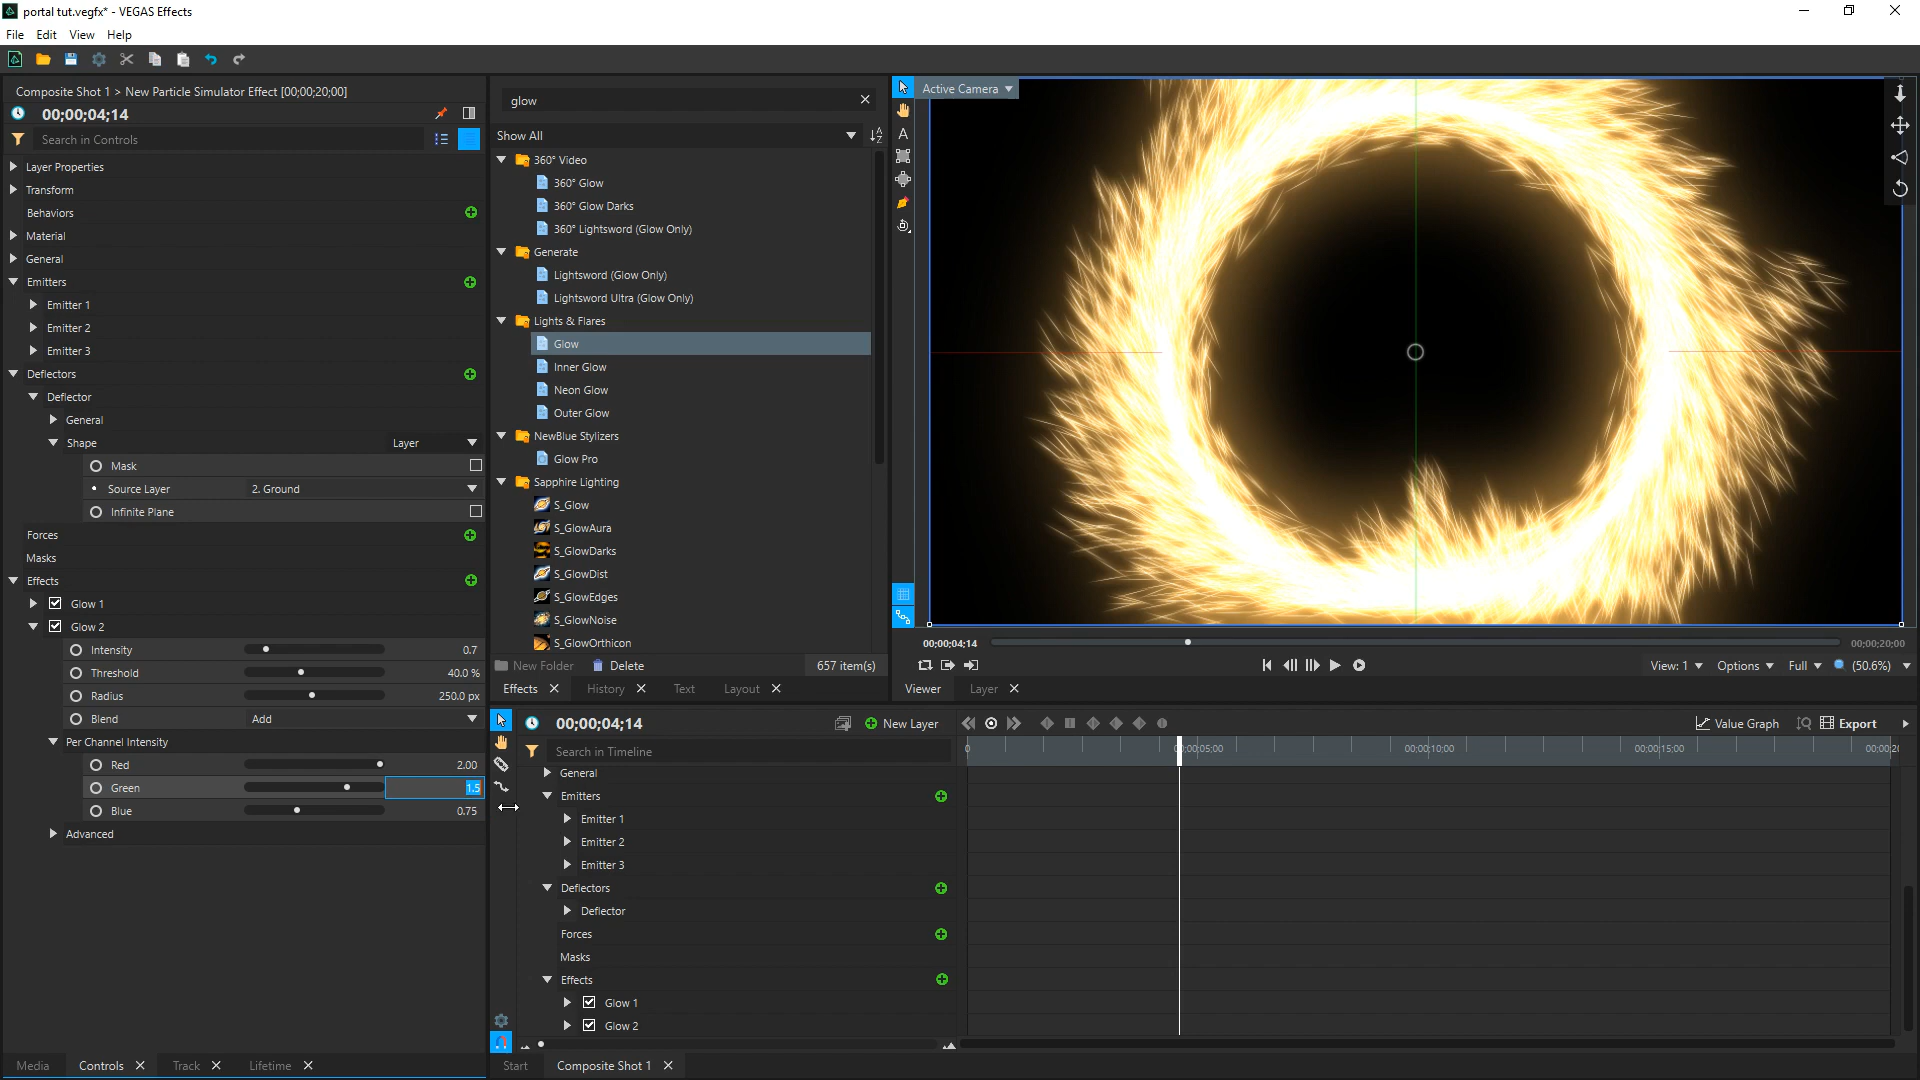 portal tut.vegfx* - VEGAS Effects
File Edit View Help
Composite Shot 1 > New Particle Simulator Effect [00;00;20;00]
00;00;04;14
Search in Controls
Layer Properties
Transform
Behaviors
Material
General
Emitters
Emitter 1
Emitter 2
Emitter 3
Deflectors
Deflector
General
Shape Layer
Mask
Source Layer 2. Ground
Infinite Plane
Forces
Masks
Effects
Glow 1
Glow 2
Intensity 0.7
Threshold 40.0 %
Radius 250.0 px
Blend Add
Per Channel Intensity
Red 2.00
Green 1.5
Blue 0.75
Advanced
Media Controls Track Lifetime
glow
Show All
360° Video
360° Glow
360° Glow Darks
360° Lightsword (Glow Only)
Generate
Lightsword (Glow Only)
Lightsword Ultra (Glow Only)
Lights & Flares
Glow
Inner Glow
Neon Glow
Outer Glow
NewBlue Stylizers
Glow Pro
Sapphire Lighting
S_Glow
S_GlowAura
S_GlowDarks
S_GlowDist
S_GlowEdges
S_GlowNoise
S_GlowOrthicon
New Folder Delete 657 item(s)
Effects History Text Layout
Active Camera
00;00;04;14 00;00;20;00
View: 1 Options Full (50.6%)
Viewer Layer
00;00;04;14 New Layer Value Graph Export
Search in Timeline
0 00;00;05;00 00;00;10;00 00;00;15;00
General
Emitters
Emitter 1
Emitter 2
Emitter 3
Deflectors
Deflector
Forces
Masks
Effects
Glow 1
Glow 2
Start Composite Shot 1